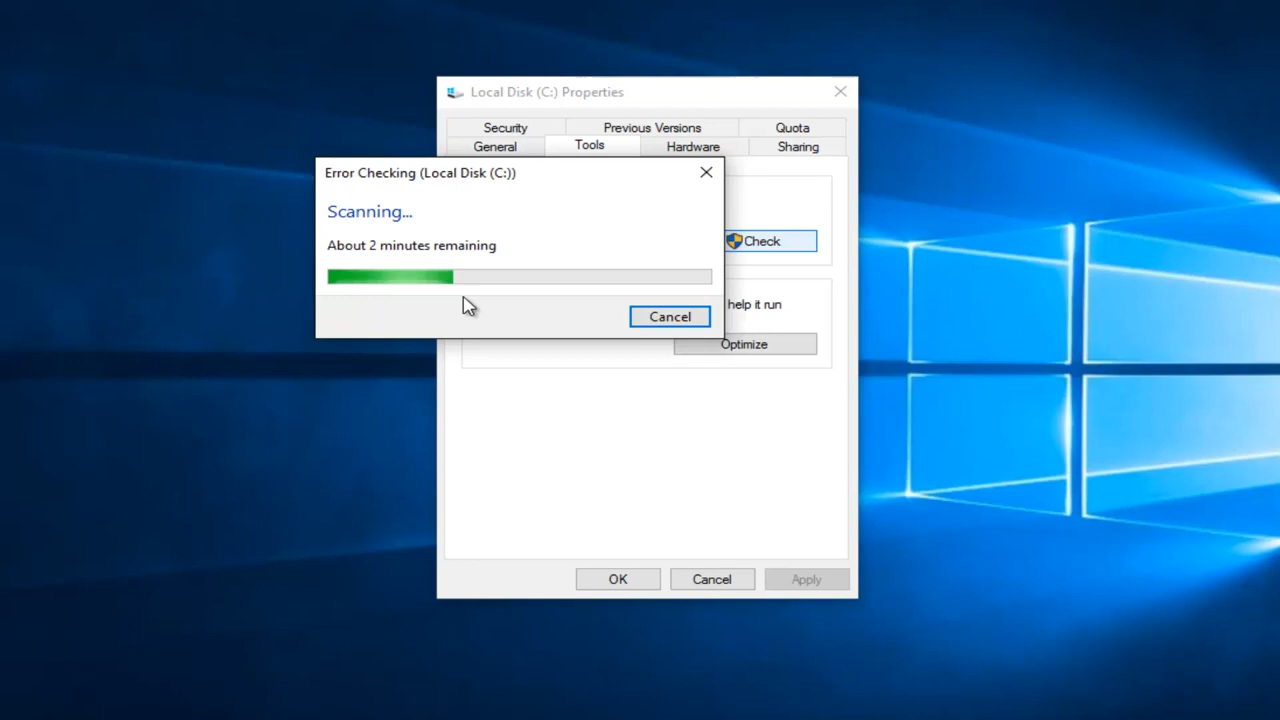 Local Disk (C:) Properties
Security Previous Versions Quota
General Tools Hardware Sharing
Error Checking (Local Disk (C:))
Scanning...
About 2 minutes remaining
Check
Cancel
help it run
Optimize
OK Cancel Apply